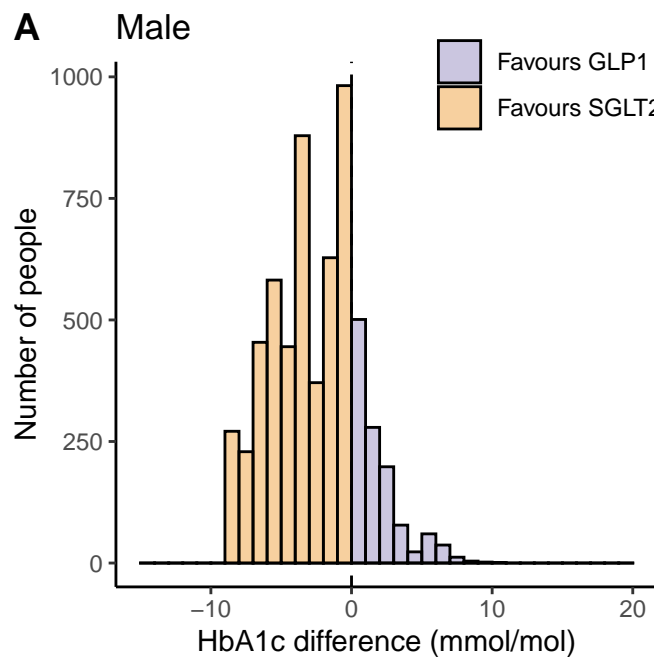 A Male
Favours GLP1
Favours SGLT2
1000
750
500
250
0
Number of people
−10 0 10 20
HbA1c difference (mmol/mol)